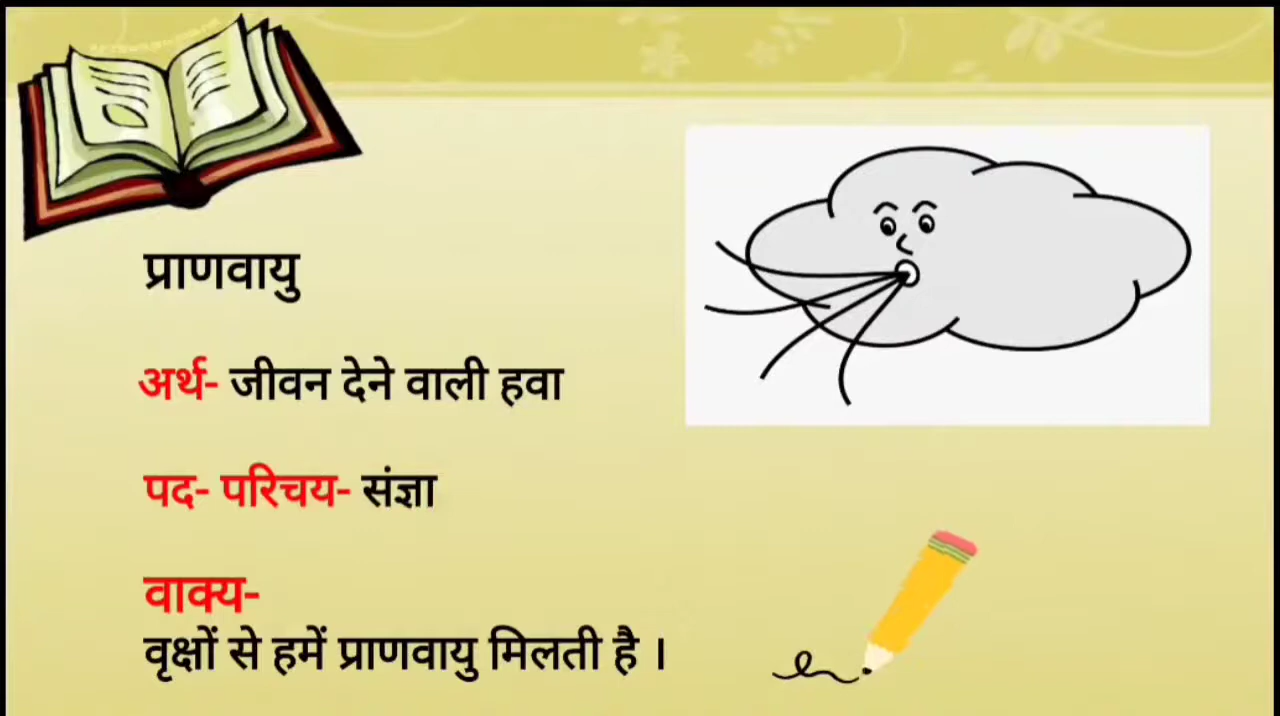 प्राणवायु
अर्थ- जीवन देने वाली हवा
पद- परिचय- संज्ञा
वाक्य-
वृक्षों से हमें प्राणवायु मिलती है ।